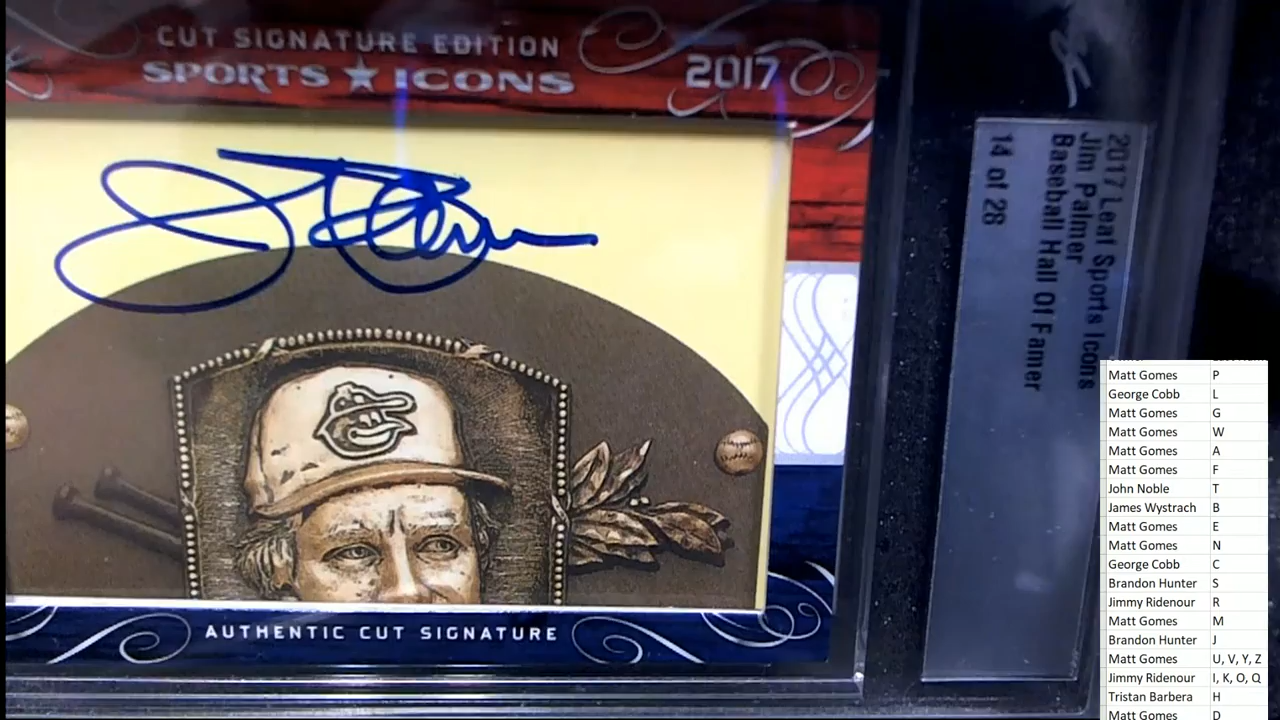 CUT SIGNATURE EDITION
SPORTS ★ ICONS
2017
AUTHENTIC CUT SIGNATURE
2017 Leaf Sports Icons
Jim Palmer
Baseball Hall Of Famer
14 of 28
Matt Gomes P
George Cobb L
Matt Gomes G
Matt Gomes W
Matt Gomes A
Matt Gomes F
John Noble T
James Wystrach B
Matt Gomes E
Matt Gomes N
George Cobb C
Brandon Hunter S
Jimmy Ridenour R
Matt Gomes M
Brandon Hunter J
Matt Gomes U, V, Y, Z
Jimmy Ridenour I, K, O, Q
Tristan Barbera H
Matt Gomes D